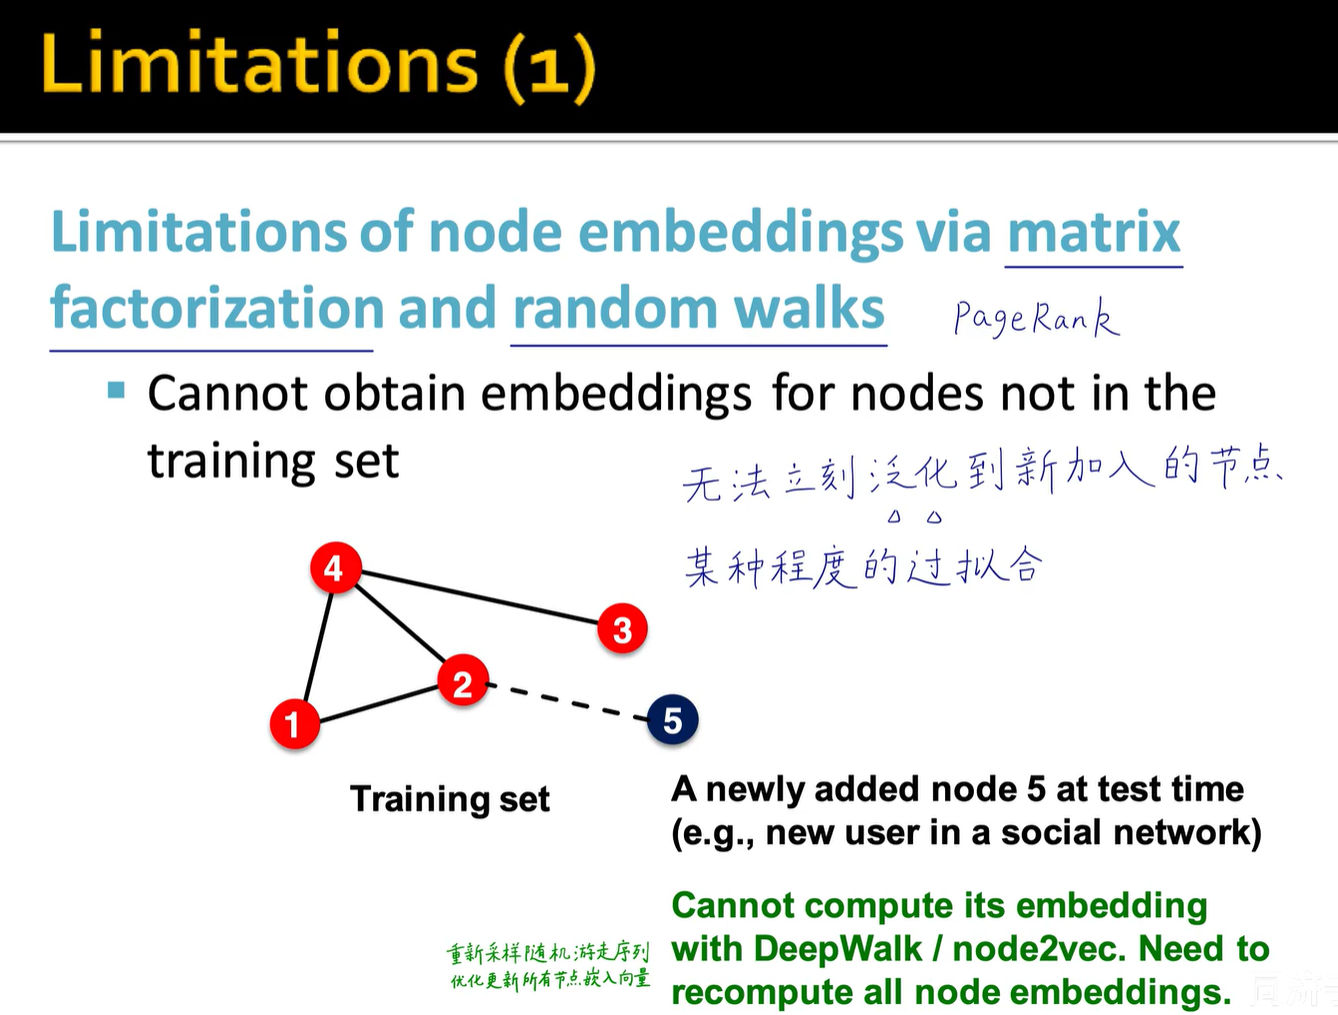 Limitations (1)
Limitations of node embeddings via matrix
factorization and random walks
PageRank
▪ Cannot obtain embeddings for nodes not in the
training set
无法立刻泛化到新加入的节点
某种程度的过拟合
4
3
2
1
5
Training set
A newly added node 5 at test time
(e.g., new user in a social network)
Cannot compute its embedding
with DeepWalk / node2vec. Need to
recompute all node embeddings.
重新采样随机游走序列
优化更新所有节点嵌入向量